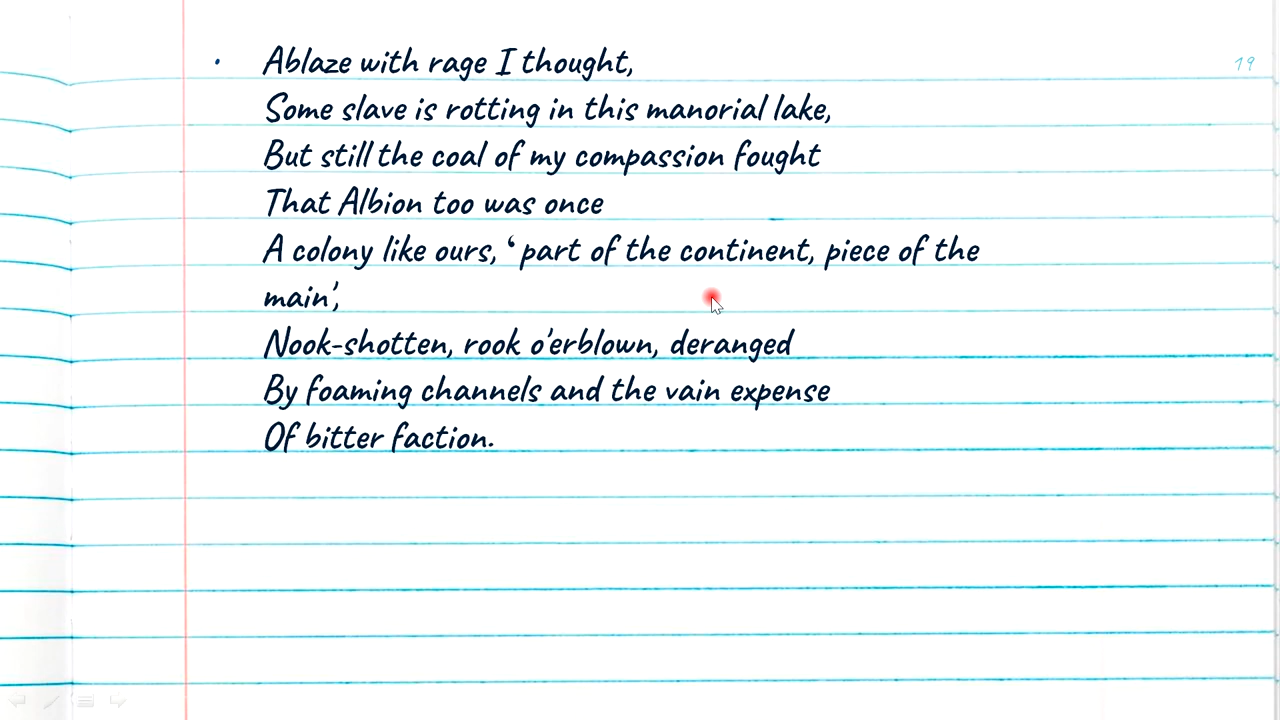 • Ablaze with rage I thought,
19
Some slave is rotting in this manorial lake,
But still the coal of my compassion fought
That Albion too was once
A colony like ours, ‘ part of the continent, piece of the
main',
Nook-shotten, rook o'erblown, deranged
By foaming channels and the vain expense
Of bitter faction.